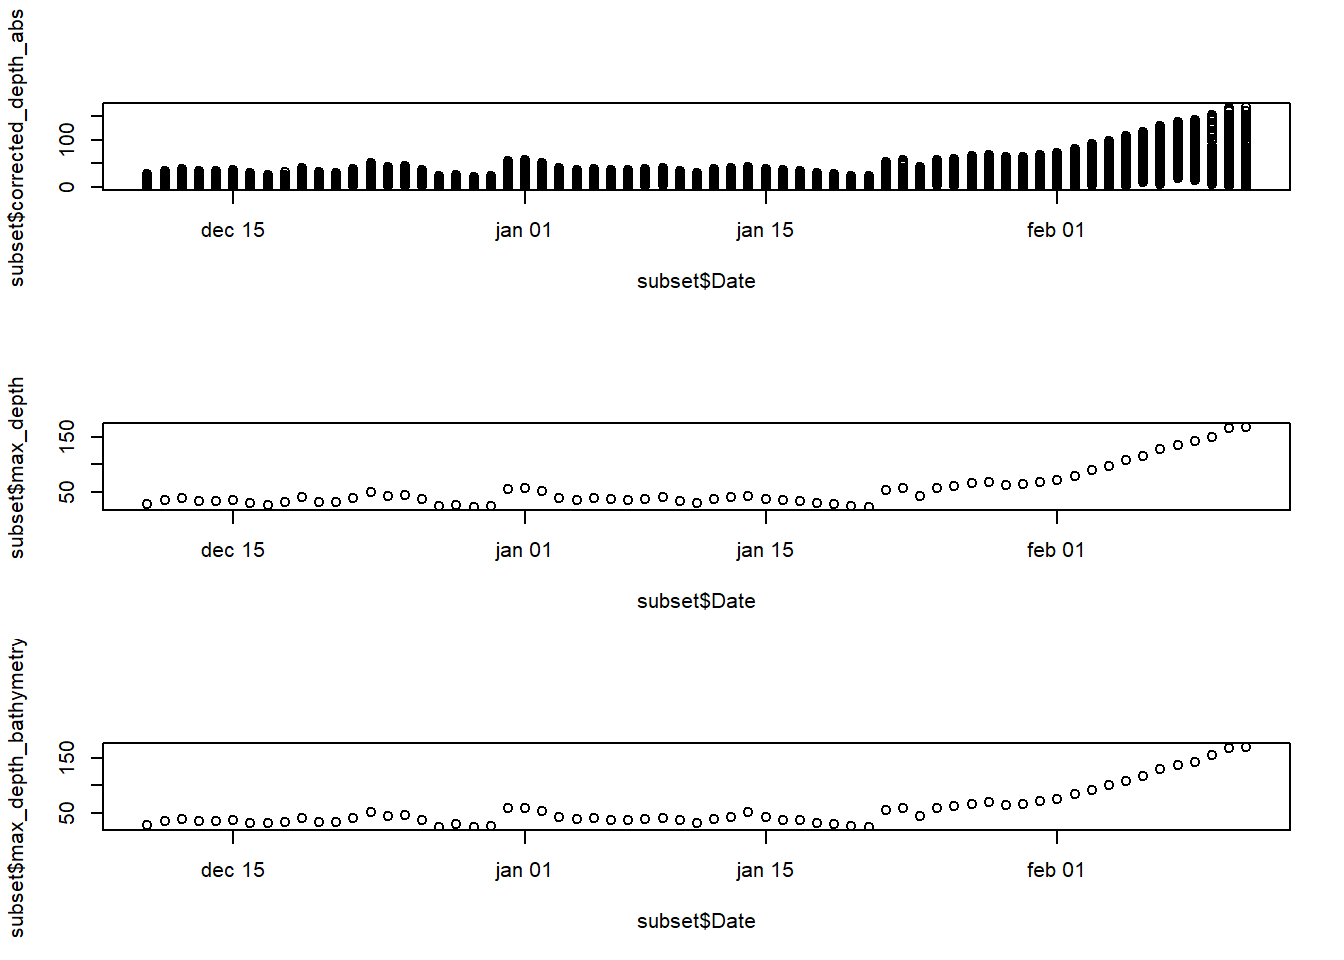 subset$corrected_depth_abs
100
0
dec 15
jan 01
jan 15
feb 01
subset$Date
subset$max_depth
150
50
dec 15
jan 01
jan 15
feb 01
subset$Date
subset$max_depth_bathymetry
150
50
dec 15
jan 01
jan 15
feb 01
subset$Date